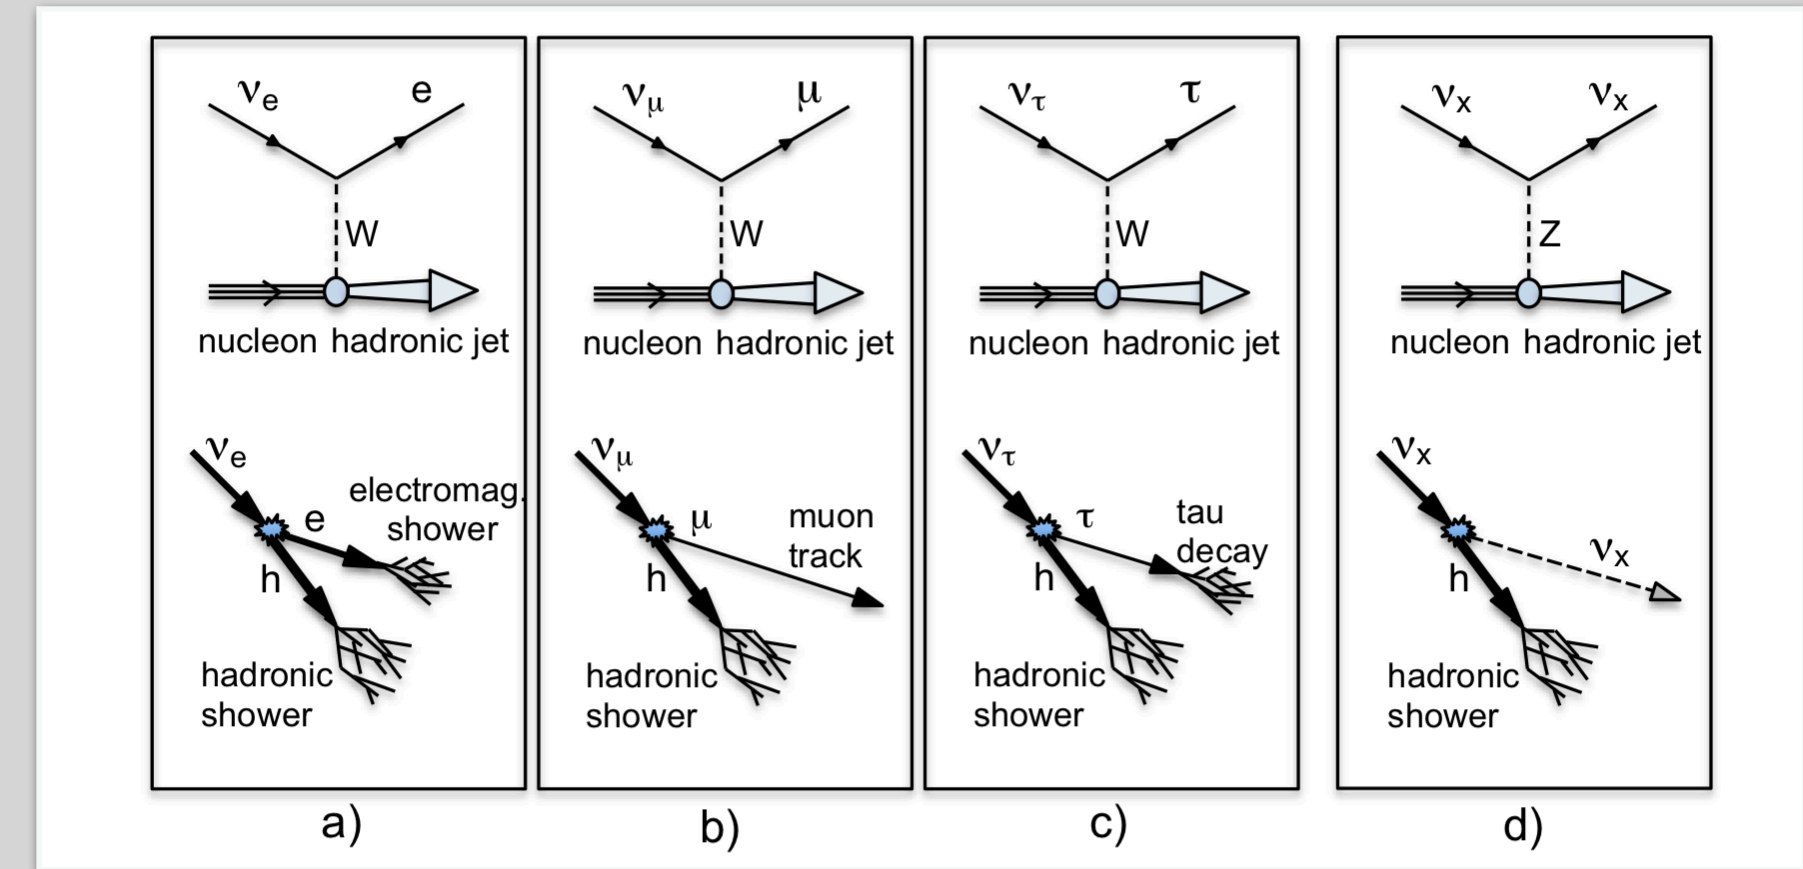 νe e
W
nucleon hadronic jet
νe
electromag.
shower
e
h
hadronic
shower
a)
νμ μ
W
nucleon hadronic jet
νμ
μ
muon
track
h
hadronic
shower
b)
ντ τ
W
nucleon hadronic jet
ντ
τ
tau
decay
h
hadronic
shower
c)
νx νx
Z
nucleon hadronic jet
νx
νx
h
hadronic
shower
d)